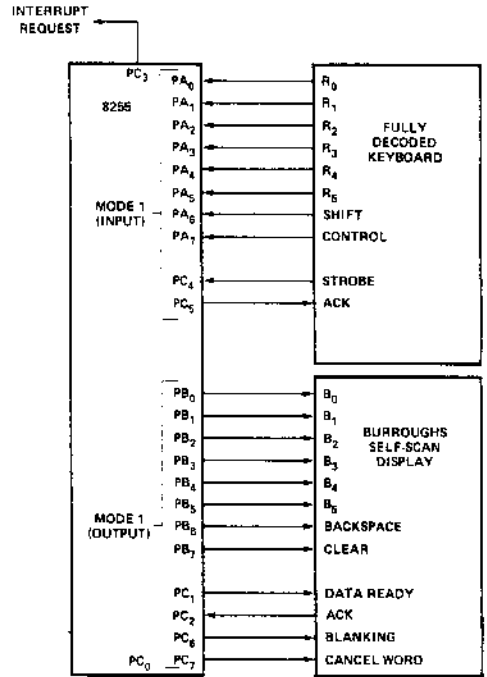 INTERRUPT
REQUEST
PC3
8255
MODE 1
(INPUT)
PA0
PA1
PA2
PA3
PA4
PA5
PA6
PA7
PC4
PC5
R0
R1
R2
R3
R4
R5
SHIFT
CONTROL
STROBE
ACK
FULLY
DECODED
KEYBOARD
MODE 1
(OUTPUT)
PB0
PB1
PB2
PB3
PB4
PB5
PB6
PB7
PC1
PC2
PC6
PC0 PC7
B0
B1
B2
B3
B4
B5
BACKSPACE
CLEAR
DATA READY
ACK
BLANKING
CANCEL WORD
BURROUGHS
SELF-SCAN
DISPLAY